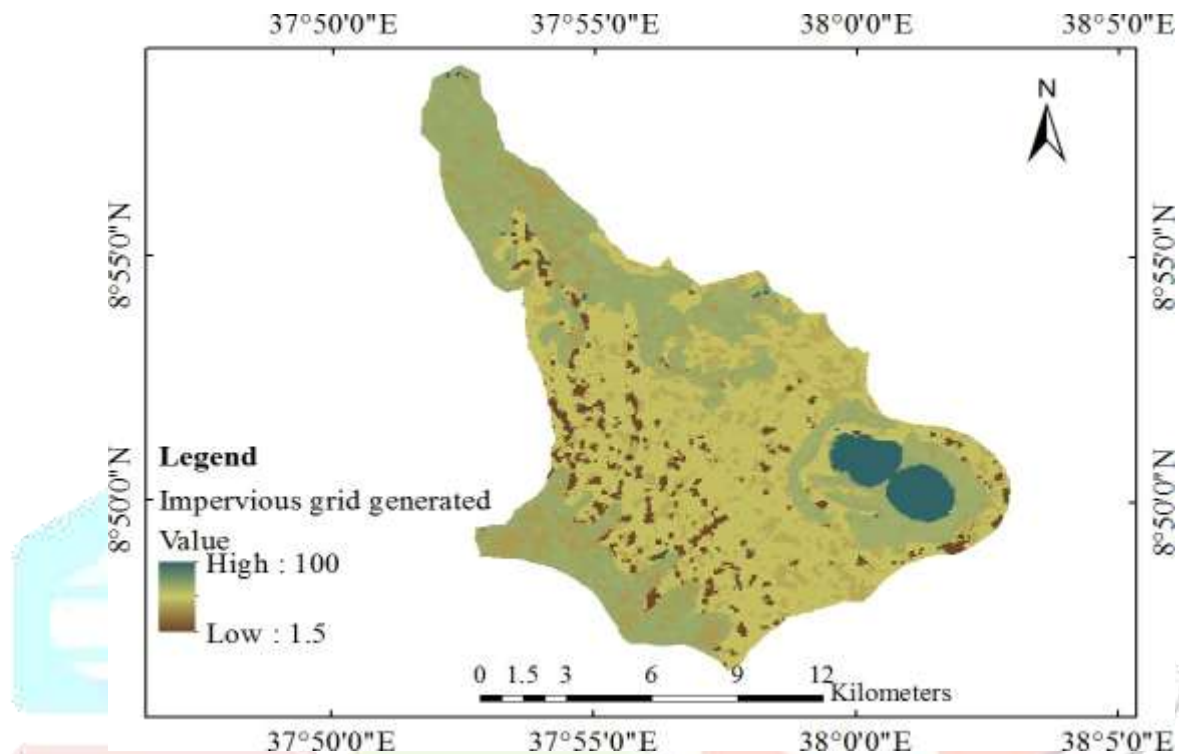 37°50'0"E 37°55'0"E 38°0'0"E 38°5'0"E
N
8°55'0"N 8°55'0"N
8°50'0"N 8°50'0"N
Legend
Impervious grid generated
Value
High : 100
Low : 1.5
0 1.5 3 6 9 12
Kilometers
37°50'0"E 37°55'0"E 38°0'0"E 38°5'0"E